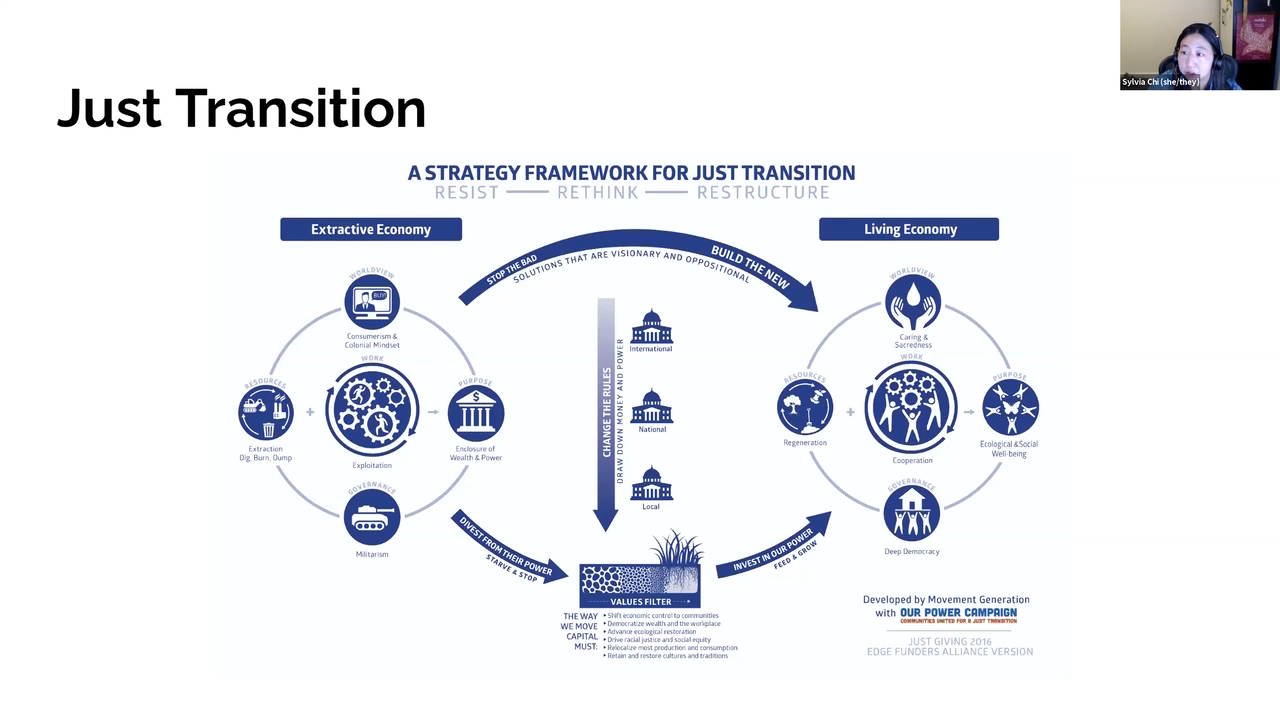 Just Transition
Sylvia Chi (she/they)
A STRATEGY FRAMEWORK FOR JUST TRANSITION
RESIST RETHINK RESTRUCTURE
Extractive Economy
WORLDVIEW
BUY!
Consumerism &
Colonial Mindset
RESOURCES
Extraction
Dig, Burn, Dump
WORK
Exploitation
PURPOSE
$
Enclosure of
Wealth & Power
GOVERNANCE
Militarism
STOP THE BAD
BUILD THE NEW
SOLUTIONS THAT ARE VISIONARY AND OPPOSITIONAL
CHANGE THE RULES
DRAW DOWN MONEY AND POWER
International
National
Local
DIVEST FROM THEIR POWER
STARVE & STOP
VALUES FILTER
THE WAY
WE MOVE
CAPITAL
MUST:
• Shift economic control to communities
• Democratize wealth and the workplace
• Advance ecological restoration
• Drive racial justice and social equity
• Relocalize most production and consumption
• Retain and restore cultures and traditions
INVEST IN OUR POWER
FEED & GROW
Living Economy
WORLDVIEW
Caring &
Sacredness
RESOURCES
Regeneration
WORK
Cooperation
PURPOSE
Ecological & Social
Well-being
GOVERNANCE
Deep Democracy
Developed by Movement Generation
with OUR POWER CAMPAIGN
COMMUNITIES UNITED FOR A JUST TRANSITION
JUST GIVING 2016
EDGE FUNDERS ALLIANCE VERSION